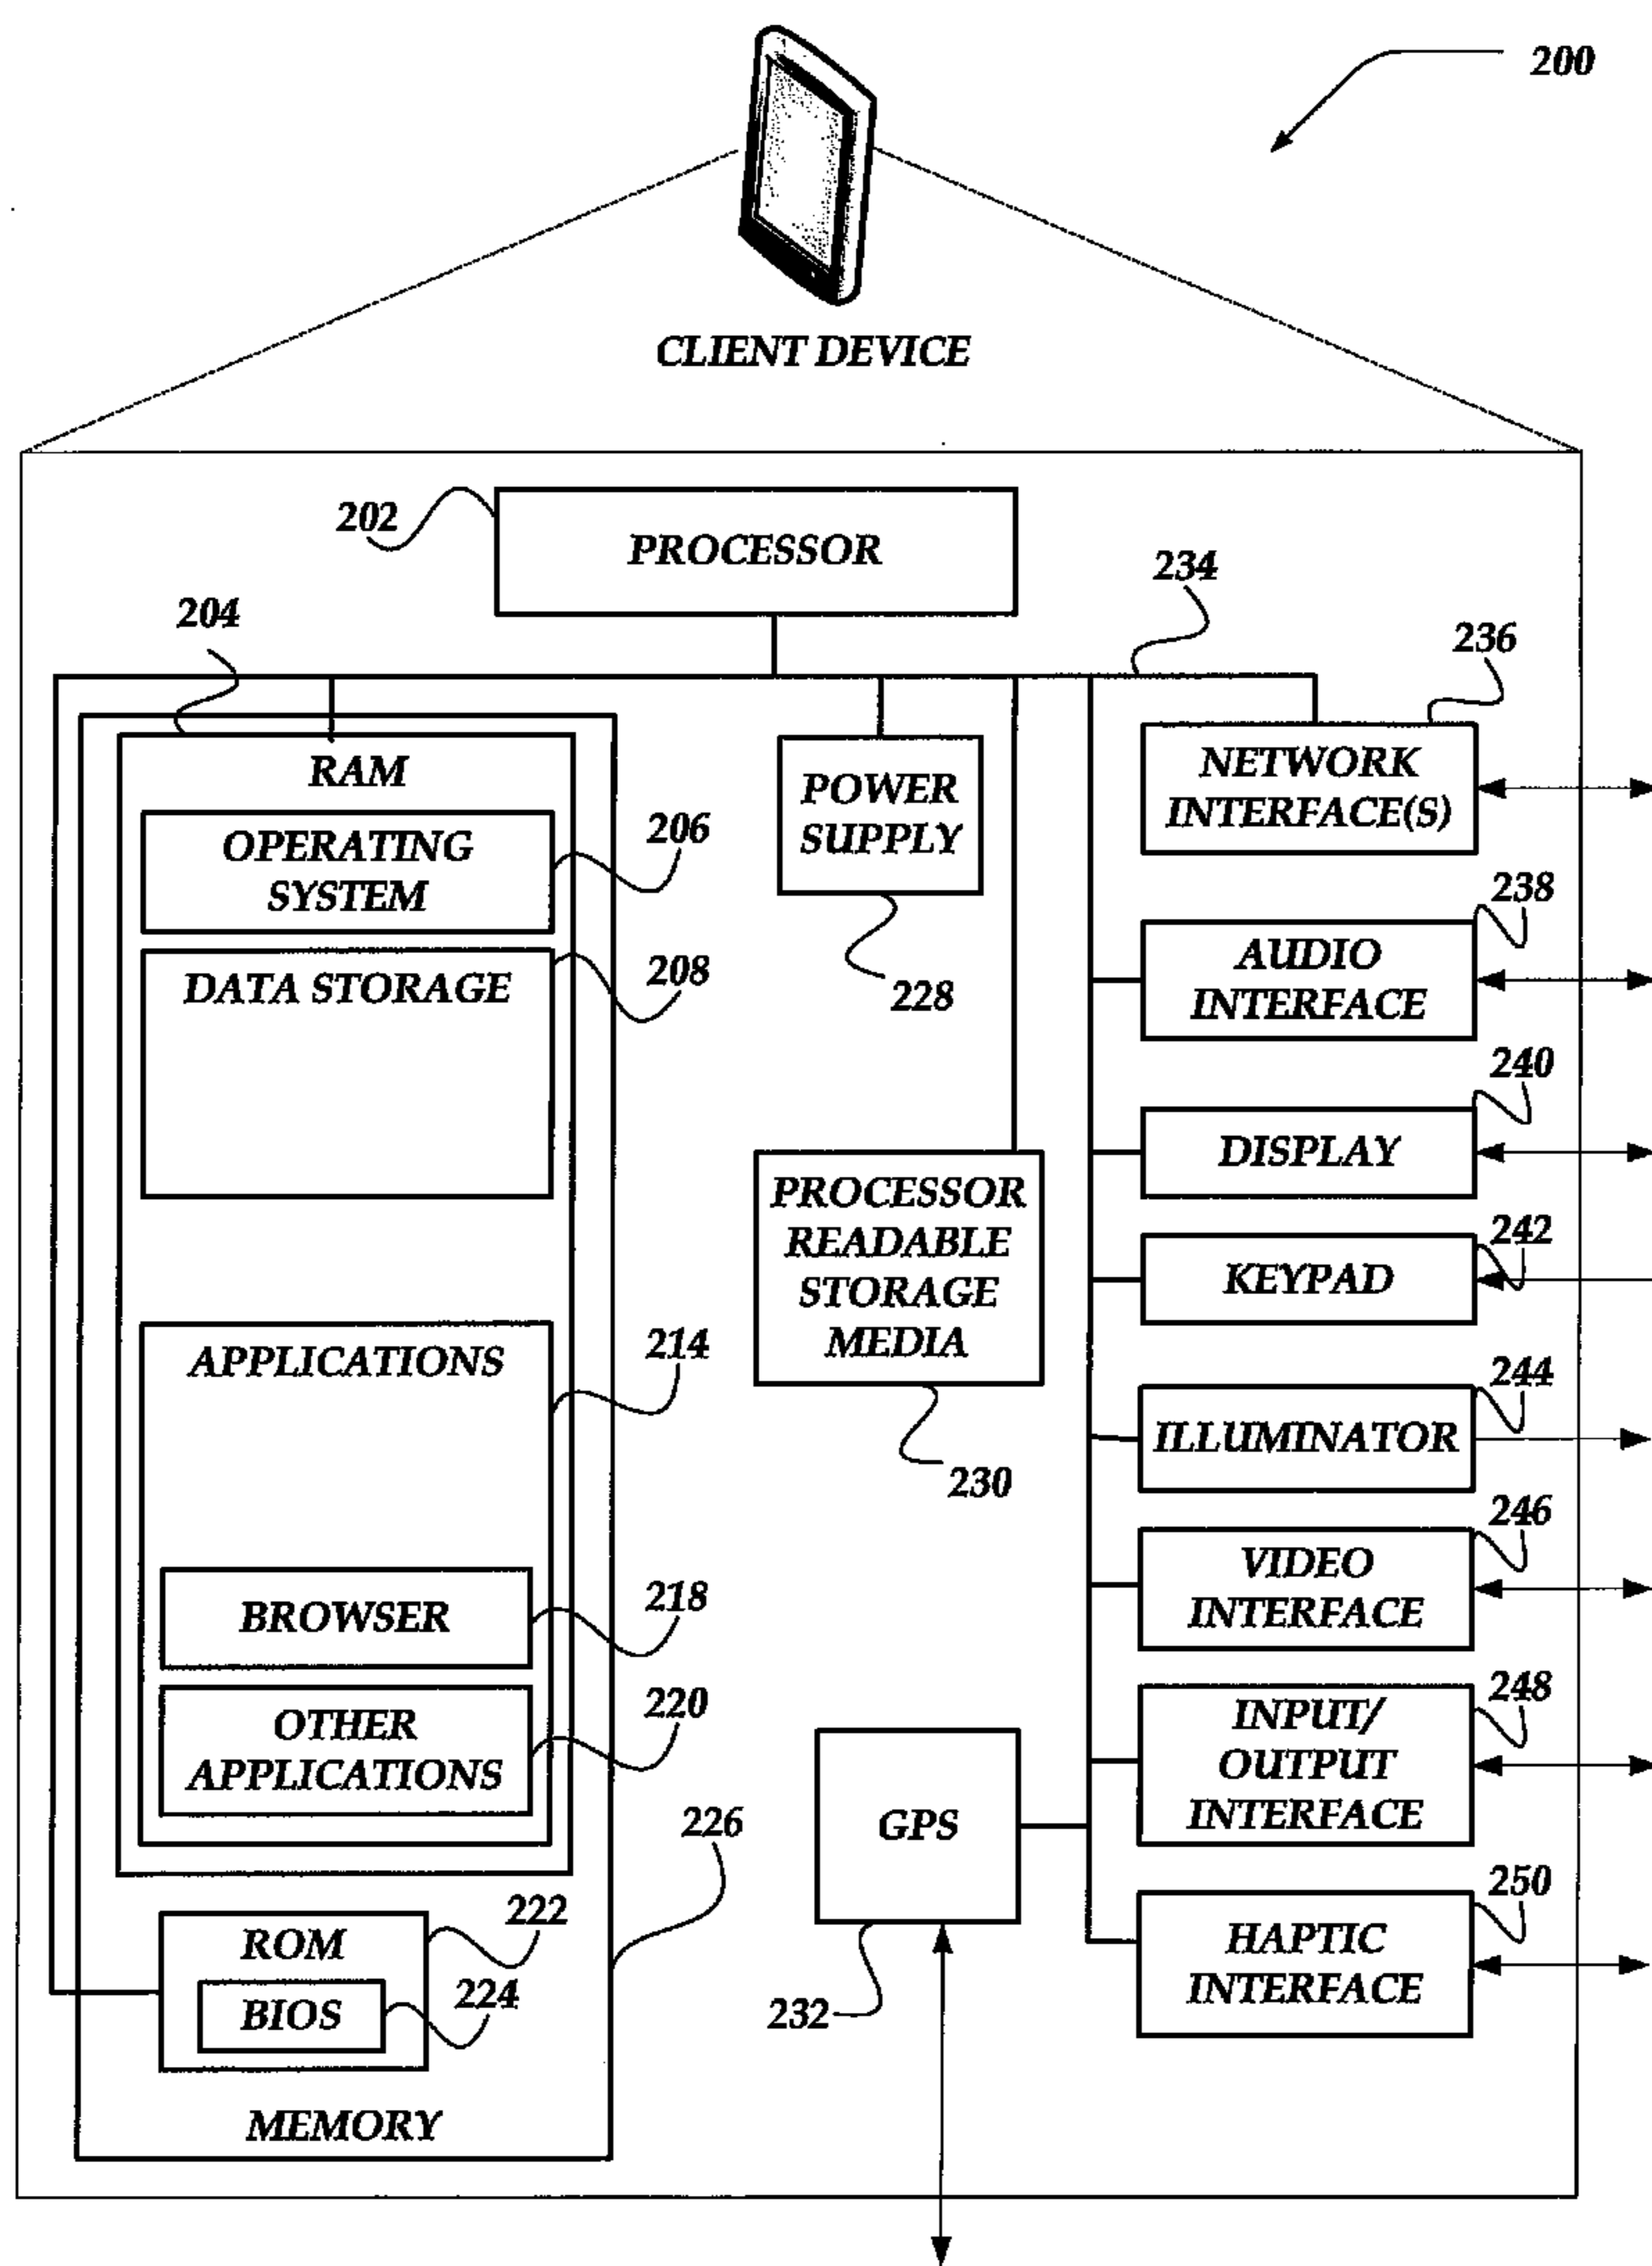 200
CLIENT DEVICE
202
PROCESSOR
234
204
236
RAM
NETWORK
INTERFACE(S)
POWER
SUPPLY
OPERATING
SYSTEM
206
238
AUDIO
INTERFACE
DATA STORAGE
208
228
240
DISPLAY
PROCESSOR
READABLE
STORAGE
MEDIA
242
KEYPAD
APPLICATIONS
214
244
ILLUMINATOR
230
246
VIDEO
INTERFACE
BROWSER
218
248
INPUT/
OUTPUT
INTERFACE
OTHER
APPLICATIONS
220
GPS
226
250
HAPTIC
INTERFACE
ROM
222
BIOS
224
232
MEMORY